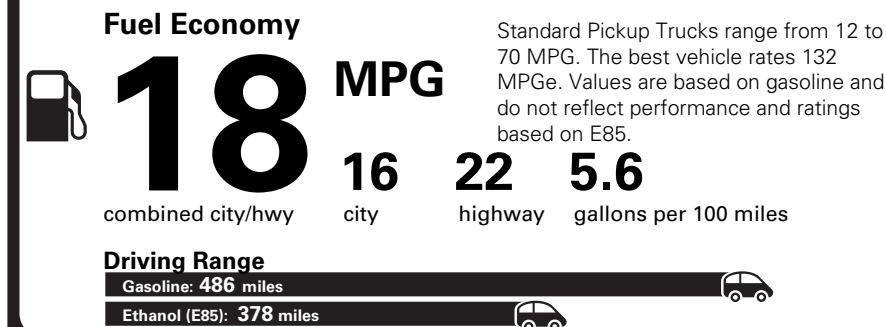 Fuel Economy
18 MPG
Standard Pickup Trucks range from 12 to
70 MPG. The best vehicle rates 132
MPGe. Values are based on gasoline and
do not reflect performance and ratings
based on E85.
16 22 5.6
combined city/hwy city highway gallons per 100 miles
Driving Range
Gasoline: 486 miles
Ethanol (E85): 378 miles